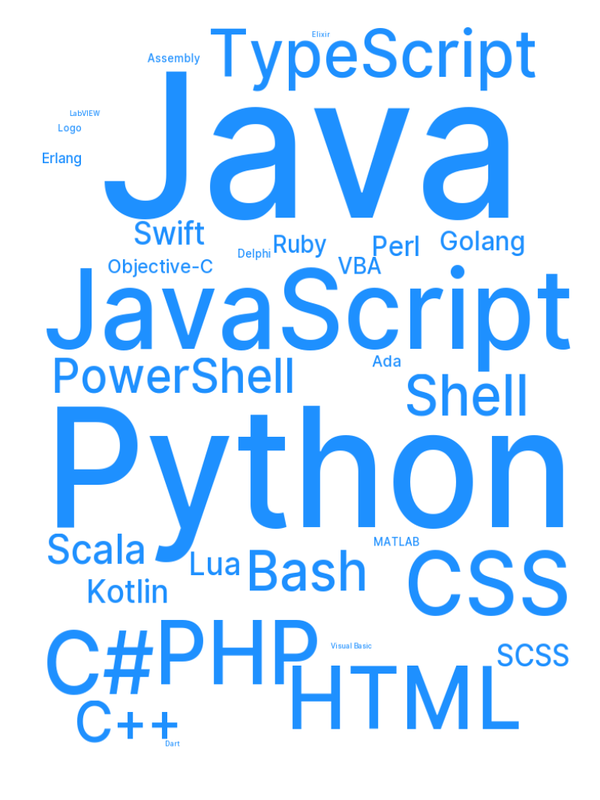 Elixir
TypeScript
Assembly
Java
LabVIEW
Logo
Erlang
Swift
Ruby
Perl
Golang
Delphi
VBA
Objective-C
JavaScript
Ada
PowerShell
Shell
Python
MATLAB
Scala
Lua
Bash
CSS
Kotlin
C#
PHP
Visual Basic
SCSS
HTML
C++
Dart